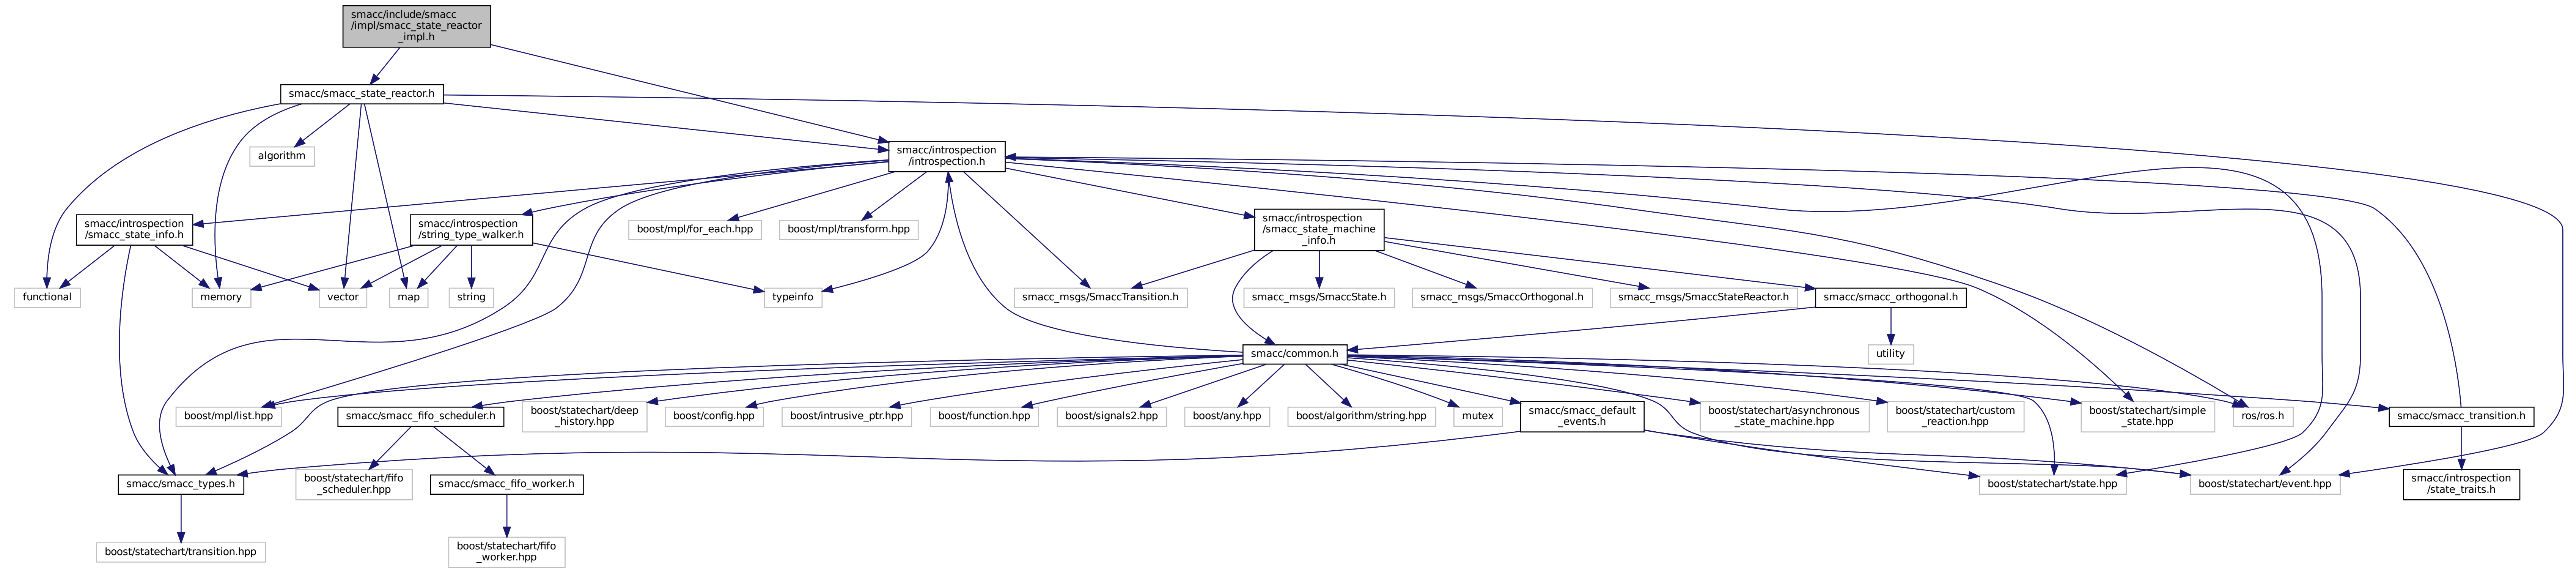 smacc/include/smacc
/impl/smacc_state_reactor
_impl.h
smacc/smacc_state_reactor.h
algorithm
smacc/introspection
/introspection.h
smacc/introspection
/smacc_state_info.h
smacc/introspection
/string_type_walker.h
boost/mpl/for_each.hpp
boost/mpl/transform.hpp
smacc/introspection
/smacc_state_machine
_info.h
functional
memory
vector
map
string
typeinfo
smacc_msgs/SmaccTransition.h
smacc_msgs/SmaccState.h
smacc_msgs/SmaccOrthogonal.h
smacc_msgs/SmaccStateReactor.h
smacc/smacc_orthogonal.h
smacc/common.h
utility
boost/mpl/list.hpp
smacc/smacc_fifo_scheduler.h
boost/statechart/deep
_history.hpp
boost/config.hpp
boost/intrusive_ptr.hpp
boost/function.hpp
boost/signals2.hpp
boost/any.hpp
boost/algorithm/string.hpp
mutex
smacc/smacc_default
_events.h
boost/statechart/asynchronous
_state_machine.hpp
boost/statechart/custom
_reaction.hpp
boost/statechart/simple
_state.hpp
ros/ros.h
smacc/smacc_transition.h
smacc/smacc_types.h
boost/statechart/fifo
_scheduler.hpp
smacc/smacc_fifo_worker.h
boost/statechart/state.hpp
boost/statechart/event.hpp
smacc/introspection
/state_traits.h
boost/statechart/transition.hpp
boost/statechart/fifo
_worker.hpp